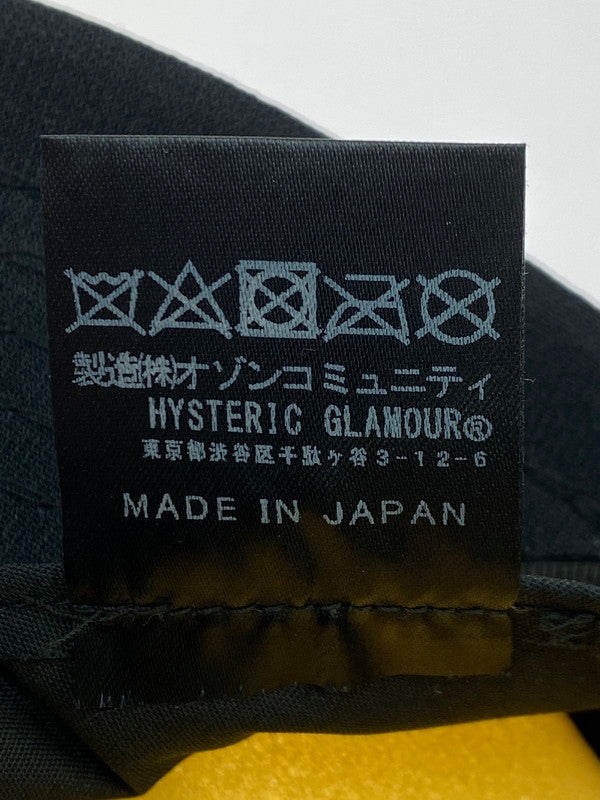 製造(株)オゾンコミュニティ
HYSTERIC GLAMOUR®
東京都渋谷区千駄ヶ谷3-12-6
MADE IN JAPAN